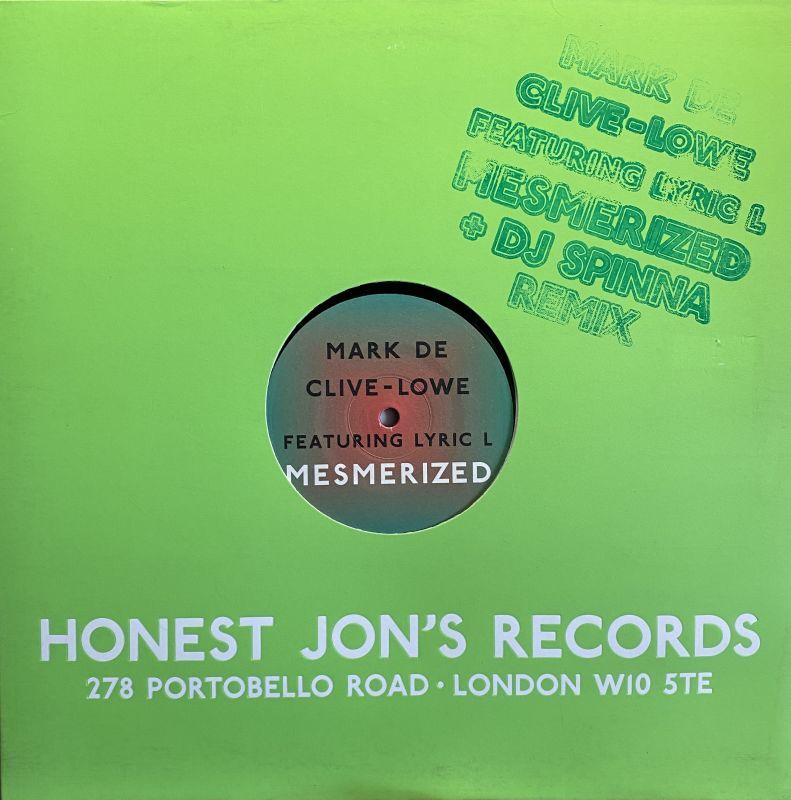 MARK DE
CLIVE-LOWE
FEATURING LYRIC L
MESMERIZED
+ DJ SPINNA
REMIX
MARK DE
CLIVE-LOWE
FEATURING LYRIC L
MESMERIZED
HONEST JON'S RECORDS
278 PORTOBELLO ROAD • LONDON W10 5TE